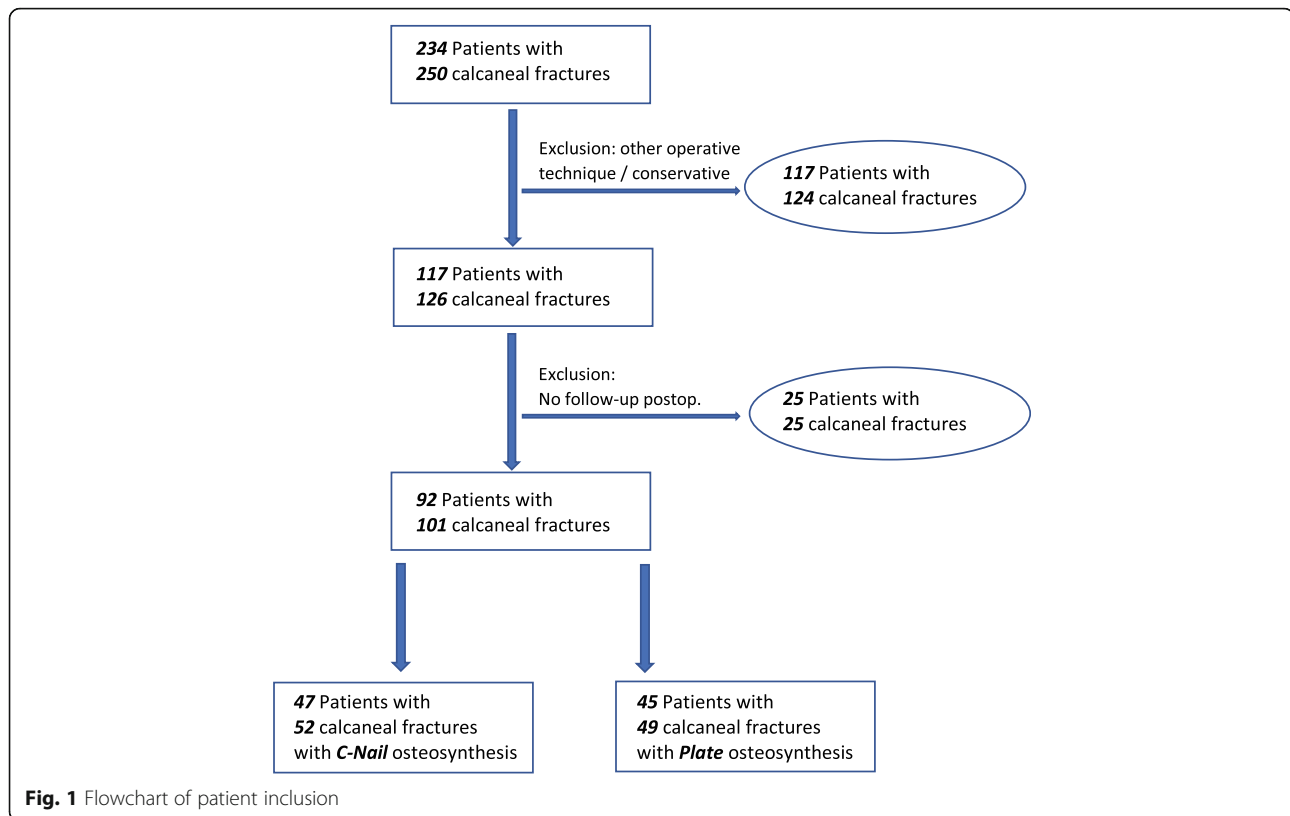 234 Patients with
250 calcaneal fractures
Exclusion: other operative
technique / conservative
117 Patients with
124 calcaneal fractures
117 Patients with
126 calcaneal fractures
Exclusion:
No follow-up postop.
25 Patients with
25 calcaneal fractures
92 Patients with
101 calcaneal fractures
47 Patients with
52 calcaneal fractures
with C-Nail osteosynthesis
45 Patients with
49 calcaneal fractures
with Plate osteosynthesis
Fig. 1 Flowchart of patient inclusion